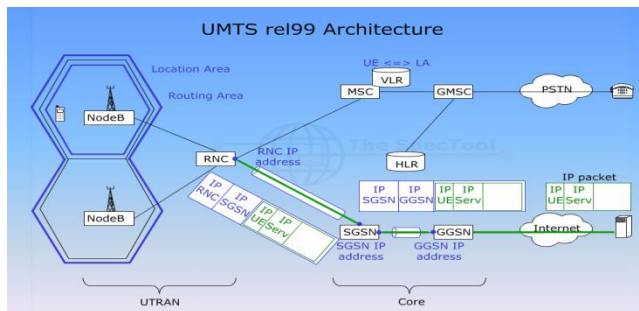 UMTS rel99 Architecture
Location Area
Routing Area
NodeB
NodeB
RNC
RNC IP
address
UE <=> LA
VLR
MSC
GMSC
PSTN
HLR
The SpecTool
IP
RNC
IP
SGSN
IP
UE
IP
Serv
IP
SGSN
IP
GGSN
IP
UE
IP
Serv
IP packet
IP
UE
IP
Serv
SGSN
GGSN
Internet
SGSN IP
address
GGSN IP
address
UTRAN
Core